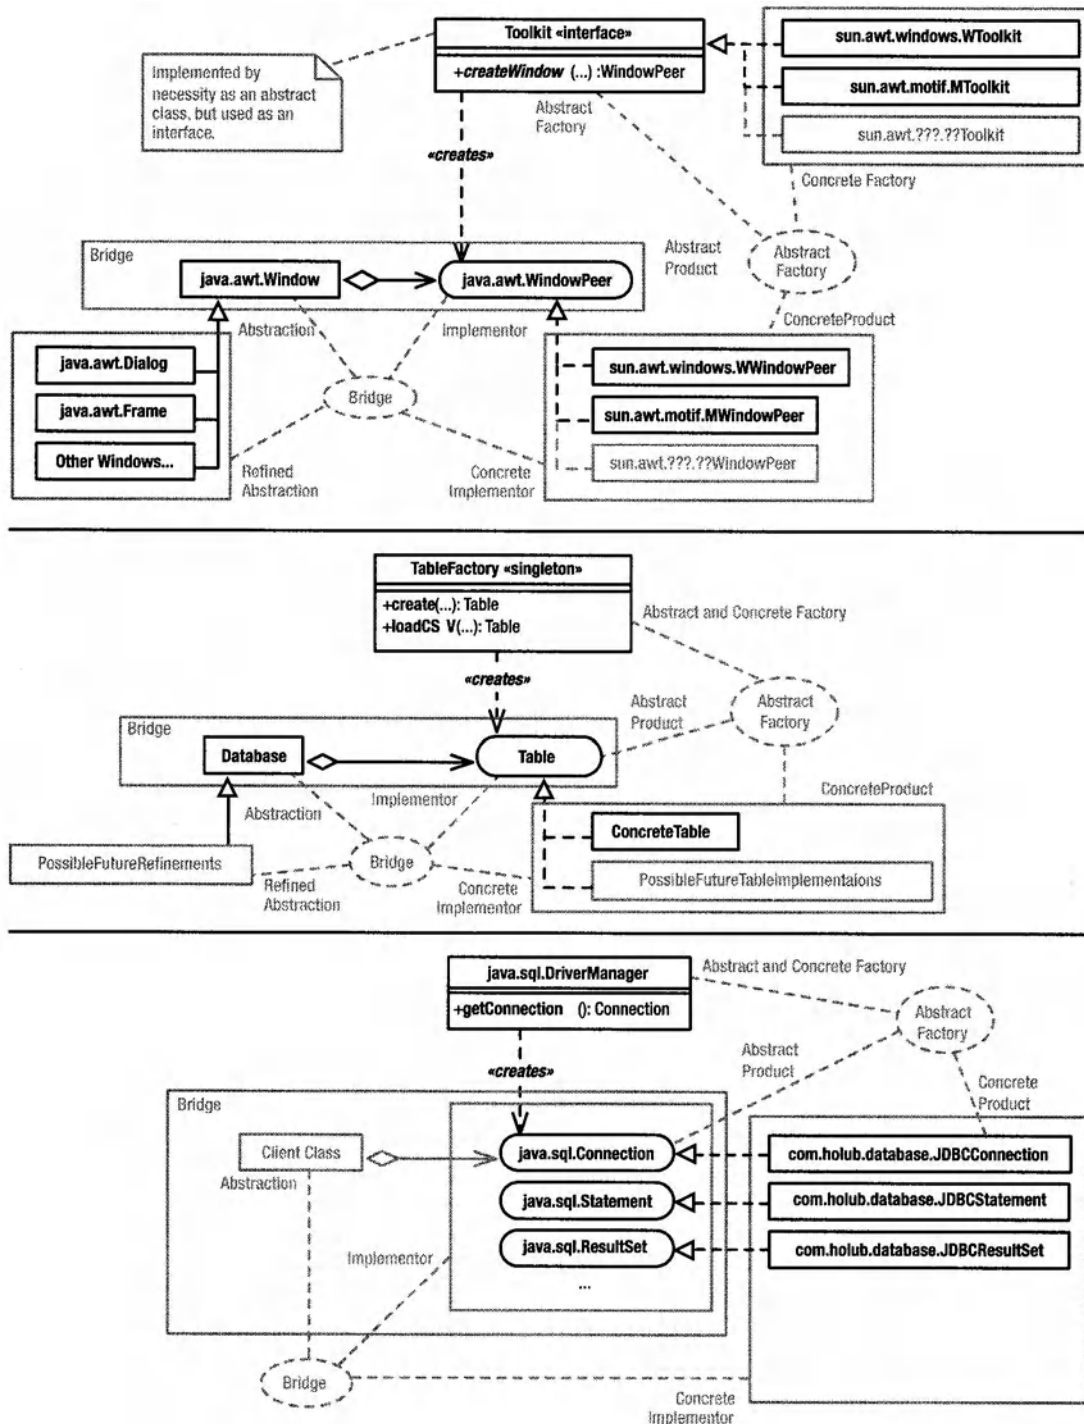 Toolkit «interface»
+createWindow (...) :WindowPeer
Implemented by
necessity as an abstract
class, but used as an
interface.
sun.awt.windows.WToolkit
sun.awt.motif.MToolkit
sun.awt.???.??Toolkit
Abstract
Factory
«creates»
Concrete Factory
Bridge
java.awt.Window
java.awt.WindowPeer
Abstract
Product
Abstract
Factory
Abstraction
Implementor
ConcreteProduct
java.awt.Dialog
java.awt.Frame
Other Windows...
Bridge
sun.awt.windows.WWindowPeer
sun.awt.motif.MWindowPeer
sun.awt.???.??WindowPeer
Refined
Abstraction
Concrete
Implementor
TableFactory «singleton»
+create(...): Table
+loadCS V(...): Table
Abstract and Concrete Factory
«creates»
Abstract
Product
Abstract
Factory
Bridge
Database
Table
Abstraction
Implementor
ConcreteProduct
PossibleFutureRefinements
Bridge
ConcreteTable
PossibleFutureTableImplementaions
Refined
Abstraction
Concrete
Implementor
java.sql.DriverManager
+getConnection (): Connection
Abstract and Concrete Factory
Abstract
Factory
«creates»
Abstract
Product
Concrete
Product
Bridge
Client Class
Abstraction
java.sql.Connection
java.sql.Statement
java.sql.ResultSet
...
com.holub.database.JDBCConnection
com.holub.database.JDBCStatement
com.holub.database.JDBCResultSet
Implementor
Bridge
Concrete
Implementor